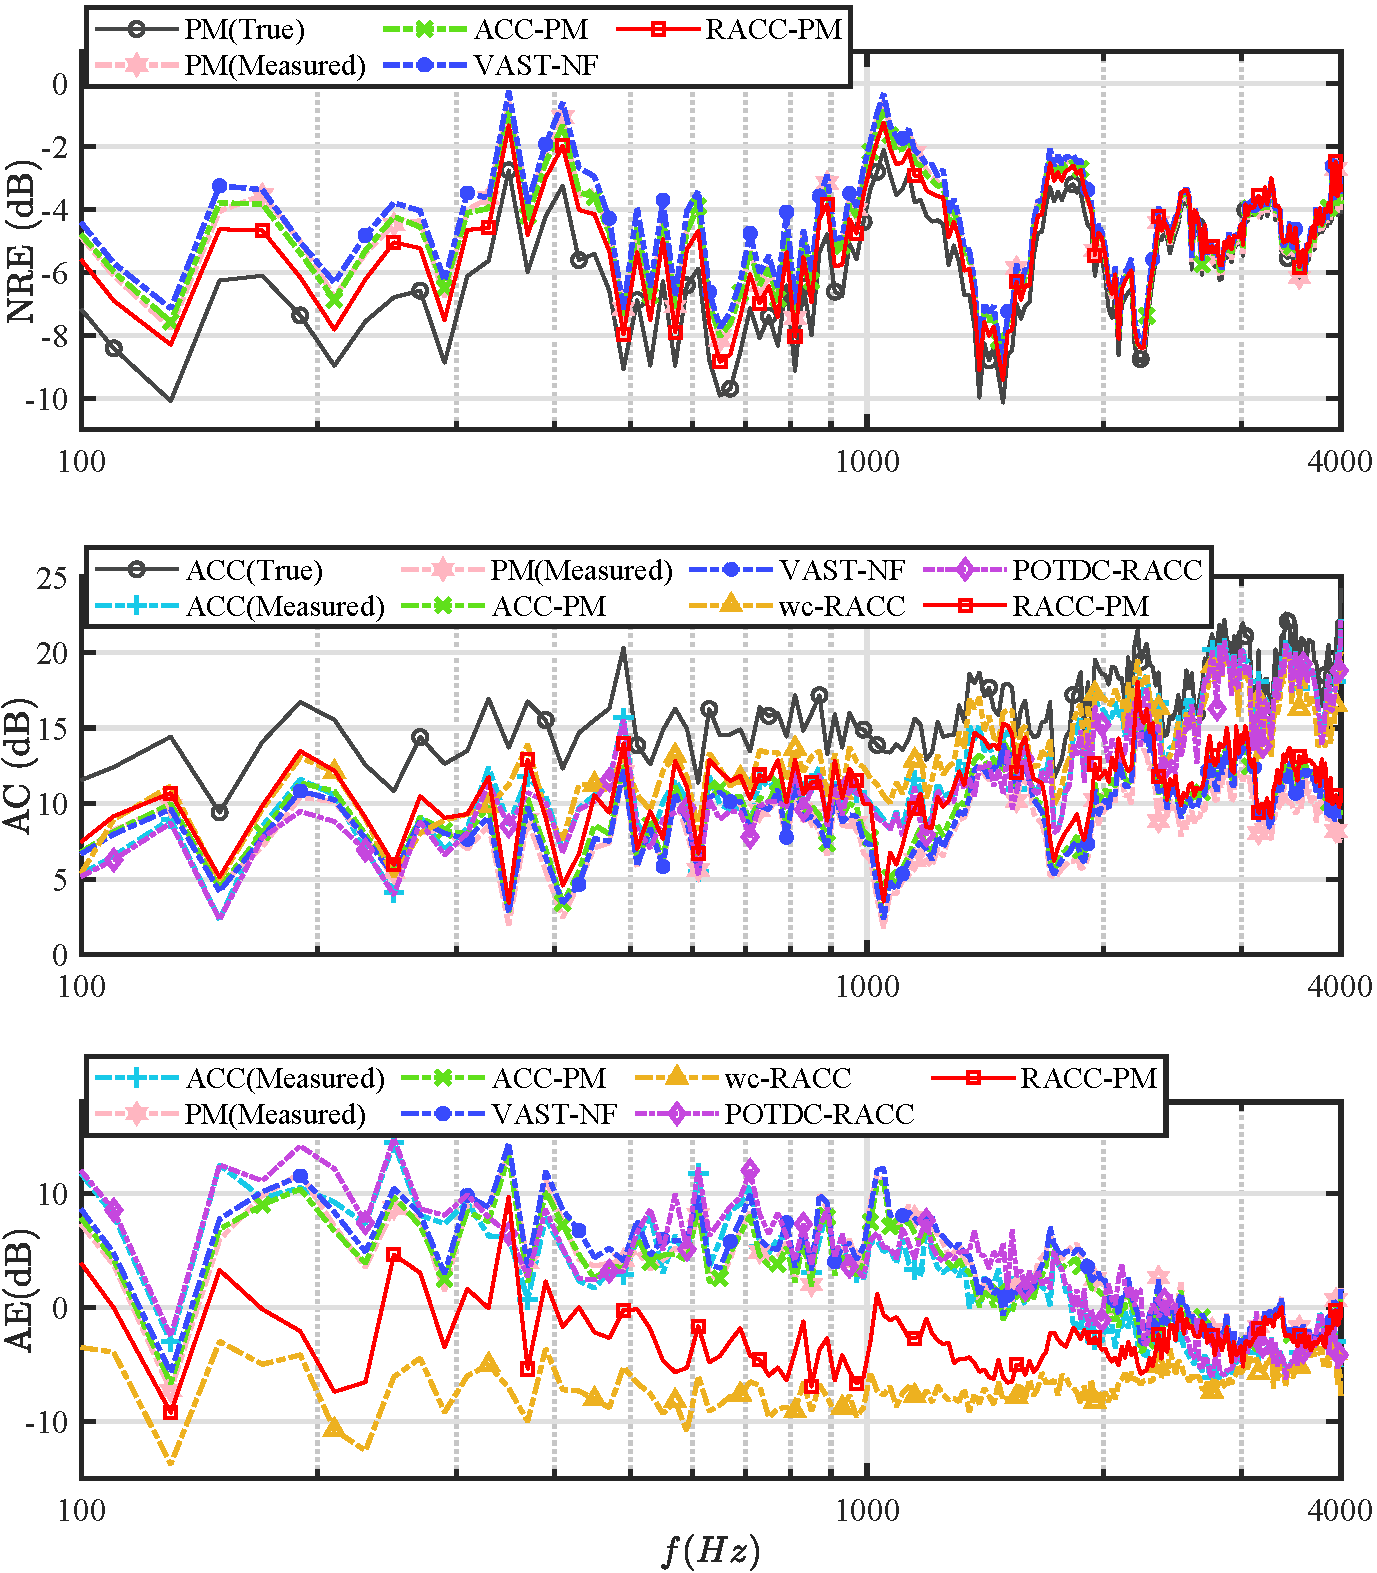 PM(True) ACC-PM RACC-PM
PM(Measured) VAST-NF
0
-2
-4
-6
-8
-10
NRE (dB)
100 1000 4000
ACC(True) PM(Measured) VAST-NF POTDC-RACC
ACC(Measured) ACC-PM wc-RACC RACC-PM
25
20
15
10
5
0
AC (dB)
100 1000 4000
ACC(Measured) ACC-PM wc-RACC RACC-PM
PM(Measured) VAST-NF POTDC-RACC
10
0
-10
AE(dB)
100 1000 4000
f(Hz)